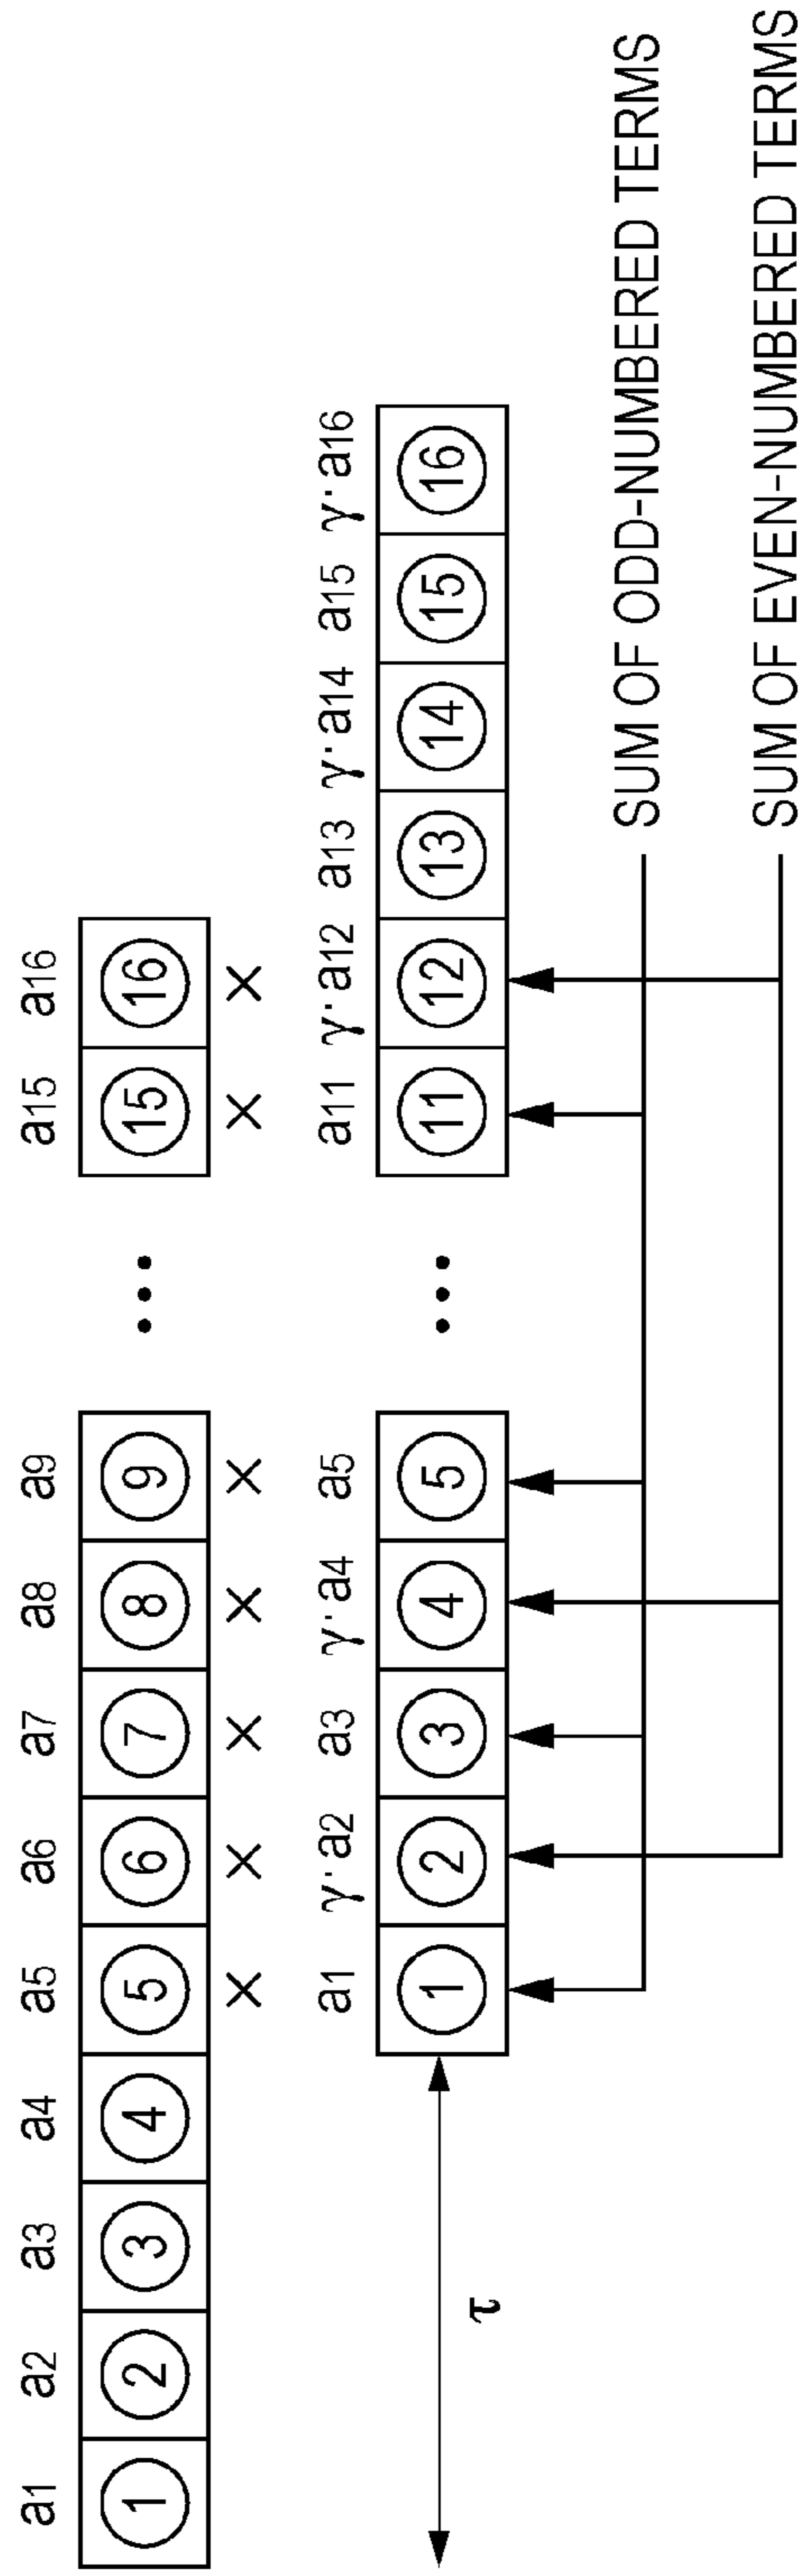 a1 a2 a3 a4 a5 a6 a7 a8 a9 a15 a16
1 2 3 4 5 6 7 8 9 ... 15 16
× × × × × × ×
a1 γ·a2 a3 γ·a4 a5 a11 γ·a12 a13 γ·a14 a15 γ·a16
1 2 3 4 5 ... 11 12 13 14 15 16
τ
SUM OF ODD-NUMBERED TERMS
SUM OF EVEN-NUMBERED TERMS